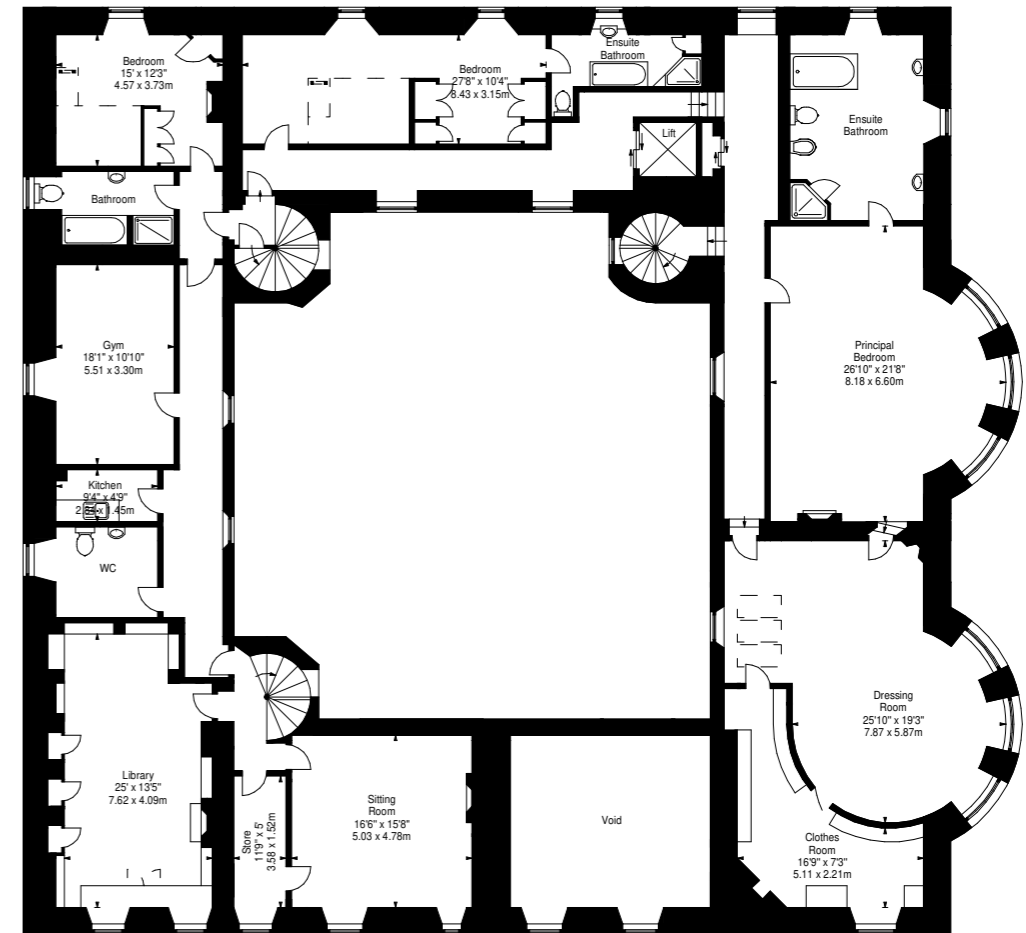 Bedroom
15' x 12'3"
4.57 x 3.73m
Bedroom
27'8" x 10'4"
8.43 x 3.15m
Ensuite
Bathroom
Lift
Ensuite
Bathroom
Bathroom
Gym
18'1" x 10'10"
5.51 x 3.30m
Principal
Bedroom
26'10" x 21'8"
8.18 x 6.60m
Kitchen
9'4" x 4'9"
x 1.45m
WC
Dressing
Room
25'10" x 19'3"
7.87 x 5.87m
Library
25' x 13'5"
7.62 x 4.09m
Store
11'9" x 5'
3.58 x 1.52m
Sitting
Room
16'6" x 15'8"
5.03 x 4.78m
Void
Clothes
Room
16'9" x 7'3"
5.11 x 2.21m